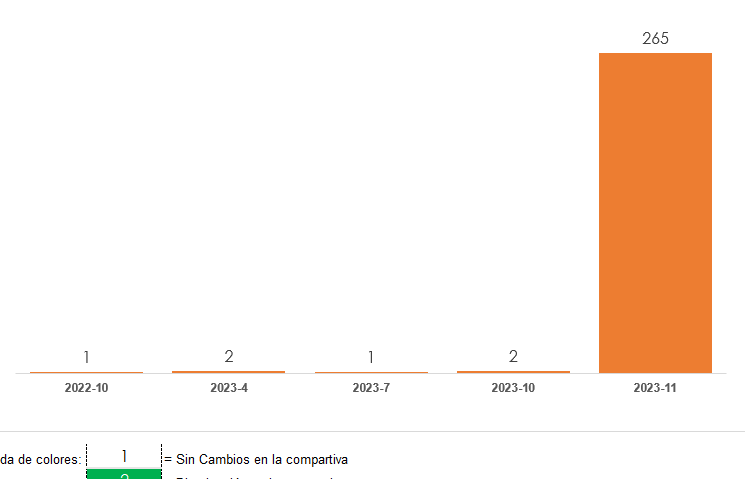 265
1 2 1 2
2022-10 2023-4 2023-7 2023-10 2023-11
da de colores: 1 = Sin Cambios en la compartiva